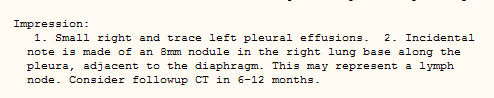 Impression:
1. Small right and trace left pleural effusions.  2. Incidental
note is made of an 8mm nodule in the right lung base along the
pleura, adjacent to the diaphragm. This may represent a lymph
node. Consider followup CT in 6-12 months.